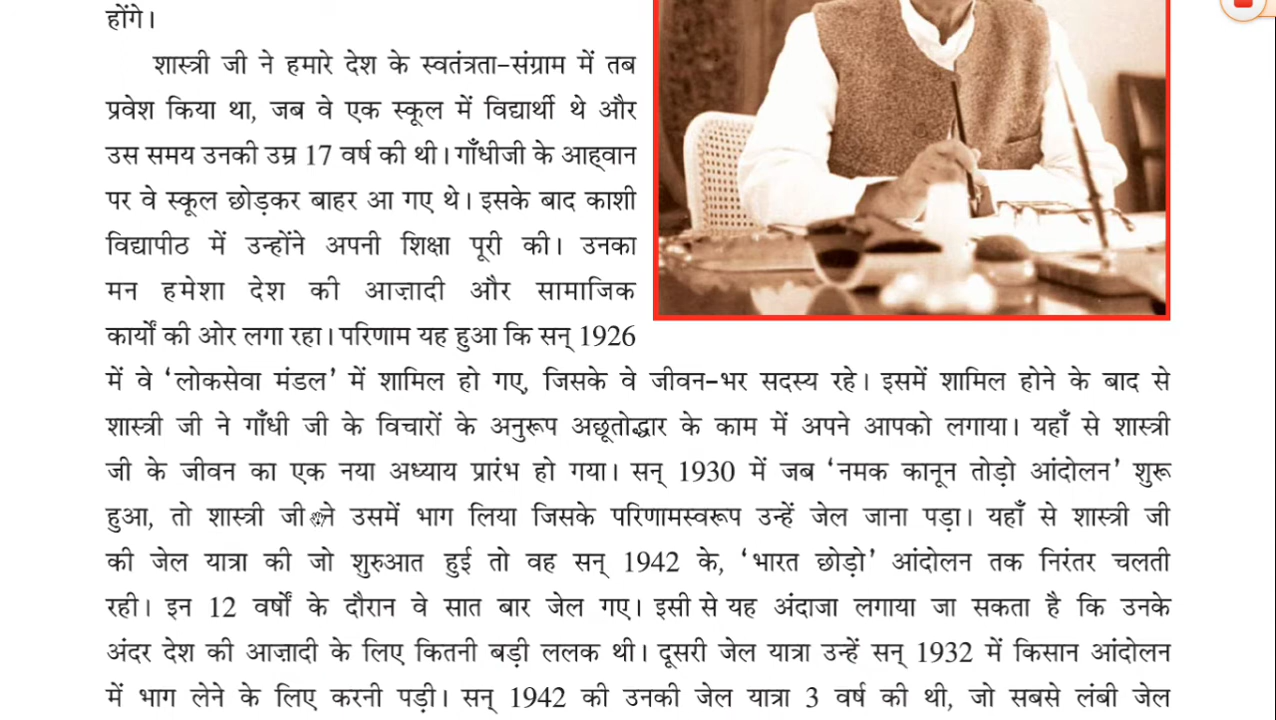 होंगे।
शास्त्री जी ने हमारे देश के स्वतंत्रता-संग्राम में तब
प्रवेश किया था, जब वे एक स्कूल में विद्यार्थी थे और
उस समय उनकी उम्र 17 वर्ष की थी। गाँधीजी के आह्वान
पर वे स्कूल छोड़कर बाहर आ गए थे। इसके बाद काशी
विद्यापीठ में उन्होंने अपनी शिक्षा पूरी की। उनका
मन हमेशा देश की आज़ादी और सामाजिक
कार्यों की ओर लगा रहा। परिणाम यह हुआ कि सन् 1926
में वे ‘लोकसेवा मंडल’ में शामिल हो गए, जिसके वे जीवन-भर सदस्य रहे। इसमें शामिल होने के बाद से
शास्त्री जी ने गाँधी जी के विचारों के अनुरूप अछूतोद्धार के काम में अपने आपको लगाया। यहाँ से शास्त्री
जी के जीवन का एक नया अध्याय प्रारंभ हो गया। सन् 1930 में जब ‘नमक कानून तोड़ो आंदोलन’ शुरू
हुआ, तो शास्त्री जी ने उसमें भाग लिया जिसके परिणामस्वरूप उन्हें जेल जाना पड़ा। यहाँ से शास्त्री जी
की जेल यात्रा की जो शुरुआत हुई तो वह सन् 1942 के, ‘भारत छोड़ो’ आंदोलन तक निरंतर चलती
रही। इन 12 वर्षों के दौरान वे सात बार जेल गए। इसी से यह अंदाजा लगाया जा सकता है कि उनके
अंदर देश की आज़ादी के लिए कितनी बड़ी ललक थी। दूसरी जेल यात्रा उन्हें सन् 1932 में किसान आंदोलन
में भाग लेने के लिए करनी पड़ी। सन् 1942 की उनकी जेल यात्रा 3 वर्ष की थी, जो सबसे लंबी जेल